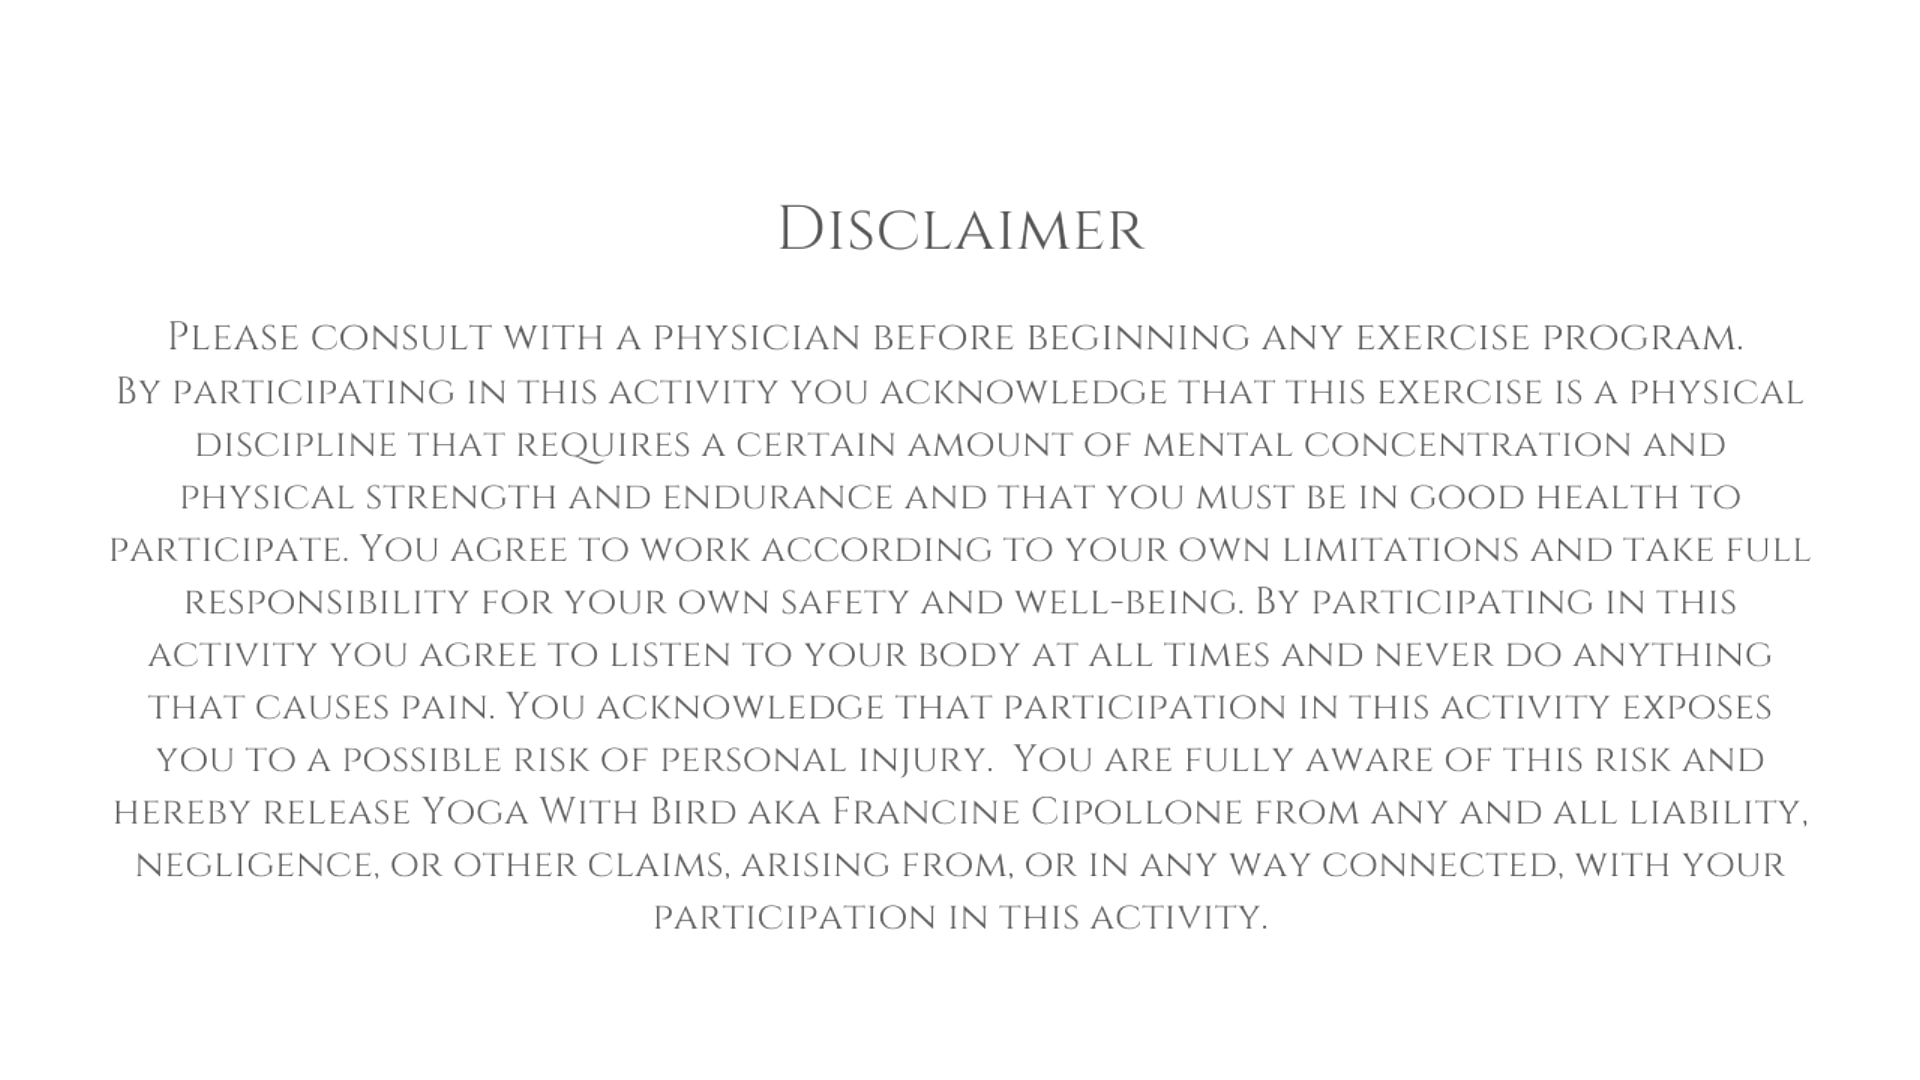 Disclaimer
Please consult with a physician before beginning any exercise program.
By participating in this activity you acknowledge that this exercise is a physical
discipline that requires a certain amount of mental concentration and
physical strength and endurance and that you must be in good health to
participate. You agree to work according to your own limitations and take full
responsibility for your own safety and well-being. By participating in this
activity you agree to listen to your body at all times and never do anything
that causes pain. You acknowledge that participation in this activity exposes
you to a possible risk of personal injury.  You are fully aware of this risk and
hereby release Yoga With Bird aka Francine Cipollone from any and all liability,
negligence, or other claims, arising from, or in any way connected, with your
participation in this activity.